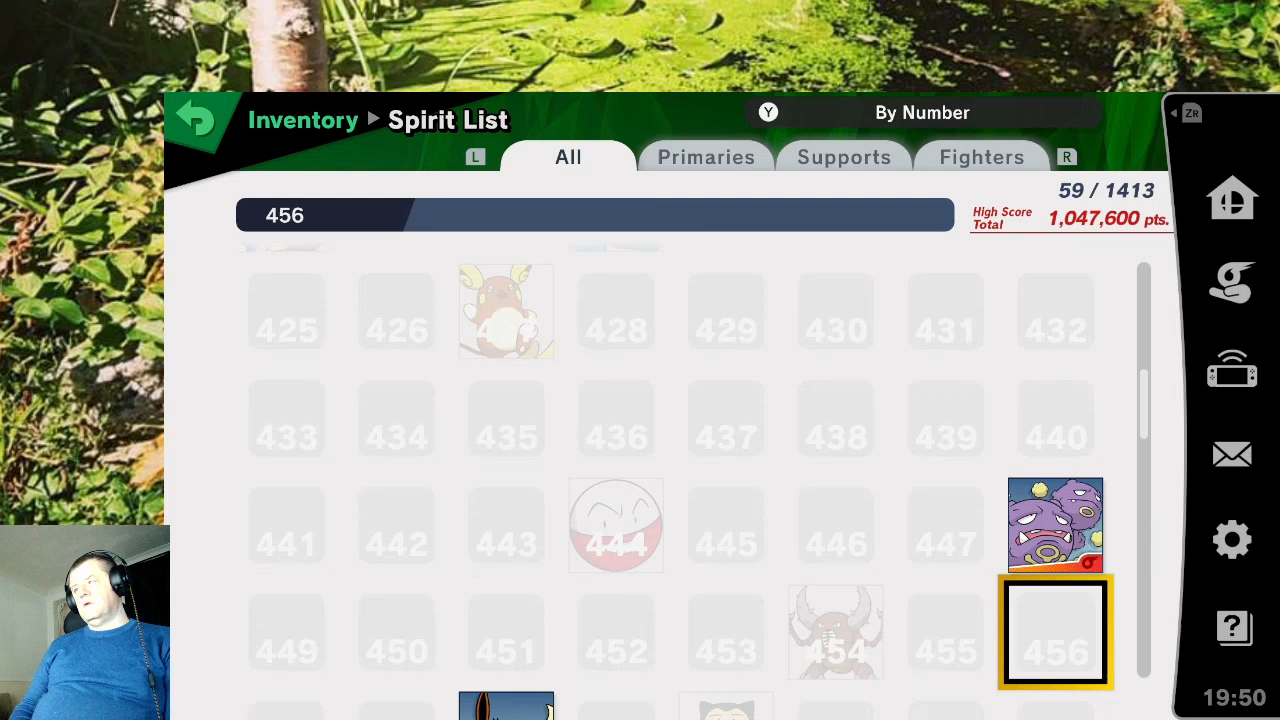 Inventory ▶ Spirit List
Y By Number
ZR
L All Primaries Supports Fighters R
59 / 1413
456
High Score Total 1,047,600 pts.
425 426 428 429 430 431 432
433 434 435 436 437 438 439 440
441 442 443 444 445 446 447
449 450 451 452 453 454 455 456
19:50